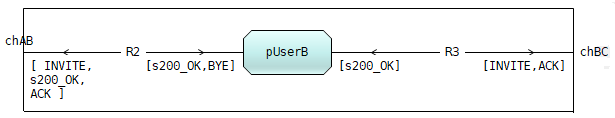 chAB
R2
pUserB
R3
chBC
[ INVITE,
s200_OK,
ACK ]
[s200_OK,BYE]
[s200_OK]
[INVITE,ACK]